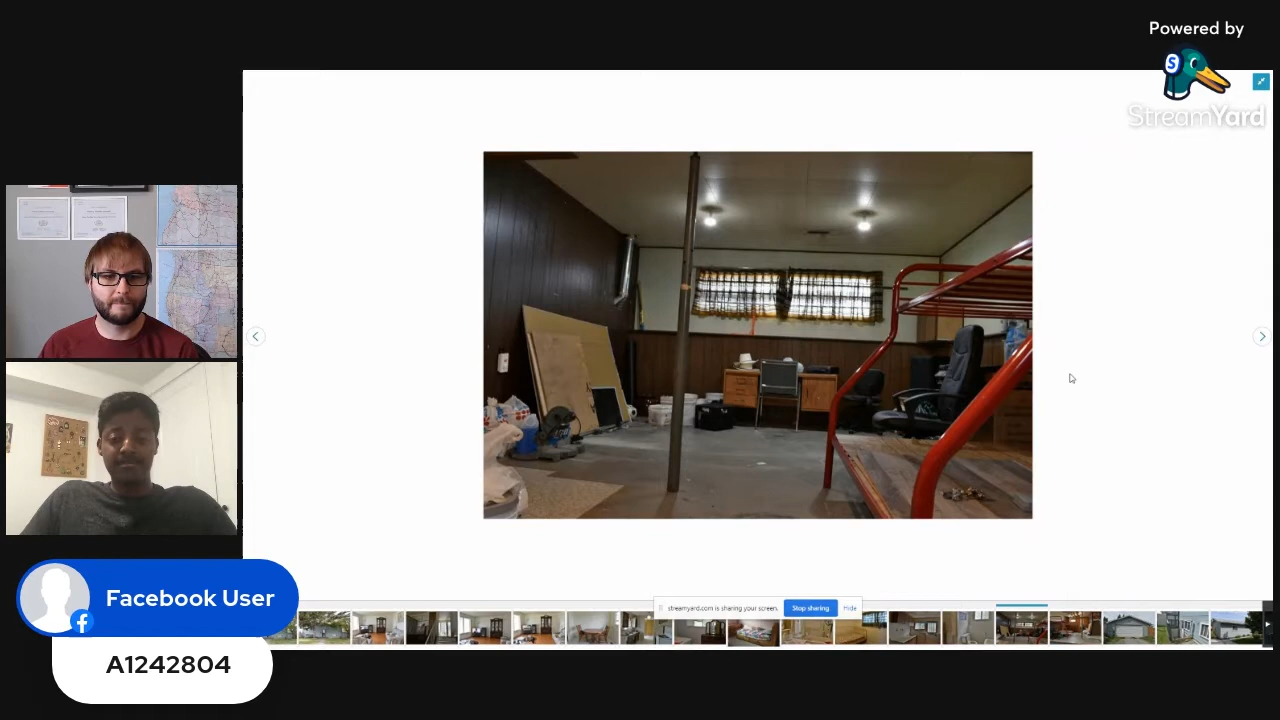 Powered by
StreamYard
streamyard.com is sharing your screen.
Stop sharing
Hide
Facebook User
A1242804